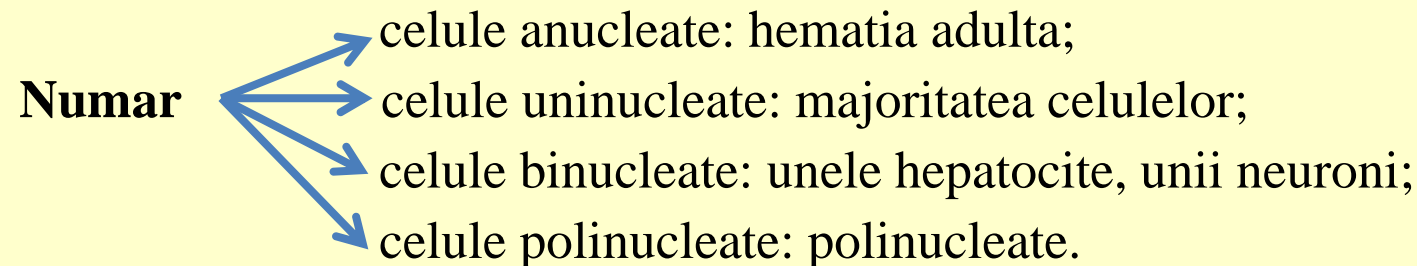 celule anucleate: hematia adulta;
Numar celule uninucleate: majoritatea celulelor;
celule binucleate: unele hepatocite, unii neuroni;
celule polinucleate: polinucleate.